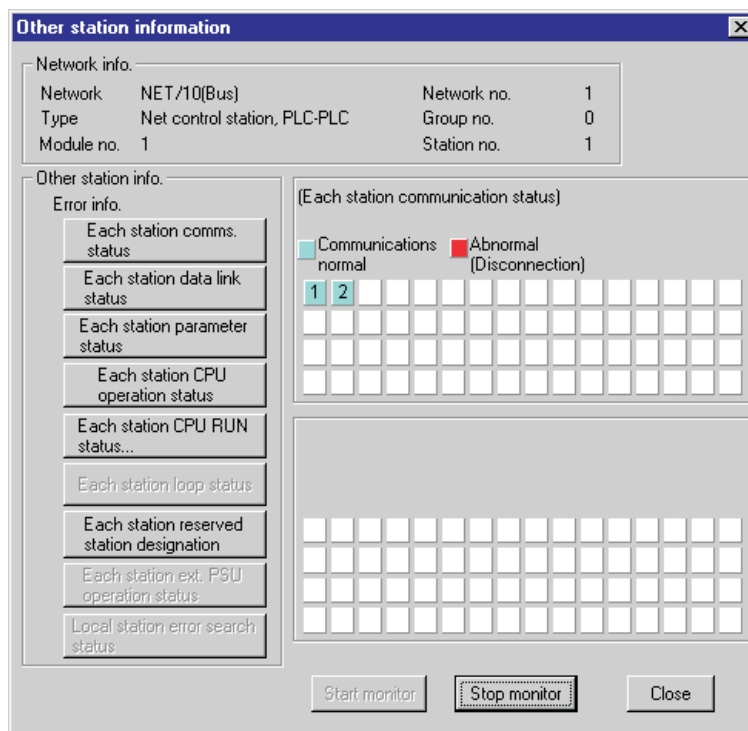 Other station information
Network info.
Network NET/10(Bus) Network no. 1
Type Net control station, PLC-PLC Group no. 0
Module no. 1 Station no. 1
Other station info.
Error info.
Each station comms.
status
Each station data link
status
Each station parameter
status
Each station CPU
operation status
Each station CPU RUN
status...
Each station loop status
Each station reserved
station designation
Each station ext. PSU
operation status
Local station error search
status
(Each station communication status)
Communications
normal
Abnormal
(Disconnection)
1 2
Start monitor Stop monitor Close